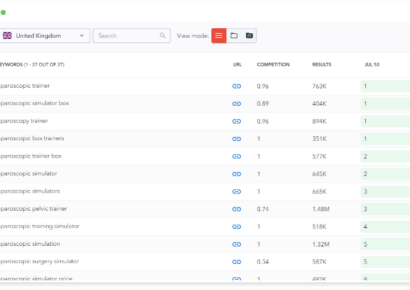 United Kingdom Search View mode:
EYWORDS (1 - 37 OUT OF 37) URL COMPETITION RESULTS JUL 10
paroscopic trainer 0.96 763K 1
paroscopic simulator box 0.89 404K 1
paroscopy trainer 0.96 894K 1
paroscopic box trainers 1 351K 1
paroscopic trainer box 1 577K 2
paroscopic simulator 1 645K 2
paroscopic simulators 1 665K 3
paroscopic pelvic trainer 0.74 1.48M 3
paroscopic training simulator 1 518K 4
paroscopic simulation 1 1.32M 5
paroscopic surgery simulator 0.34 587K 5
paroscopic simulator price 1 492K